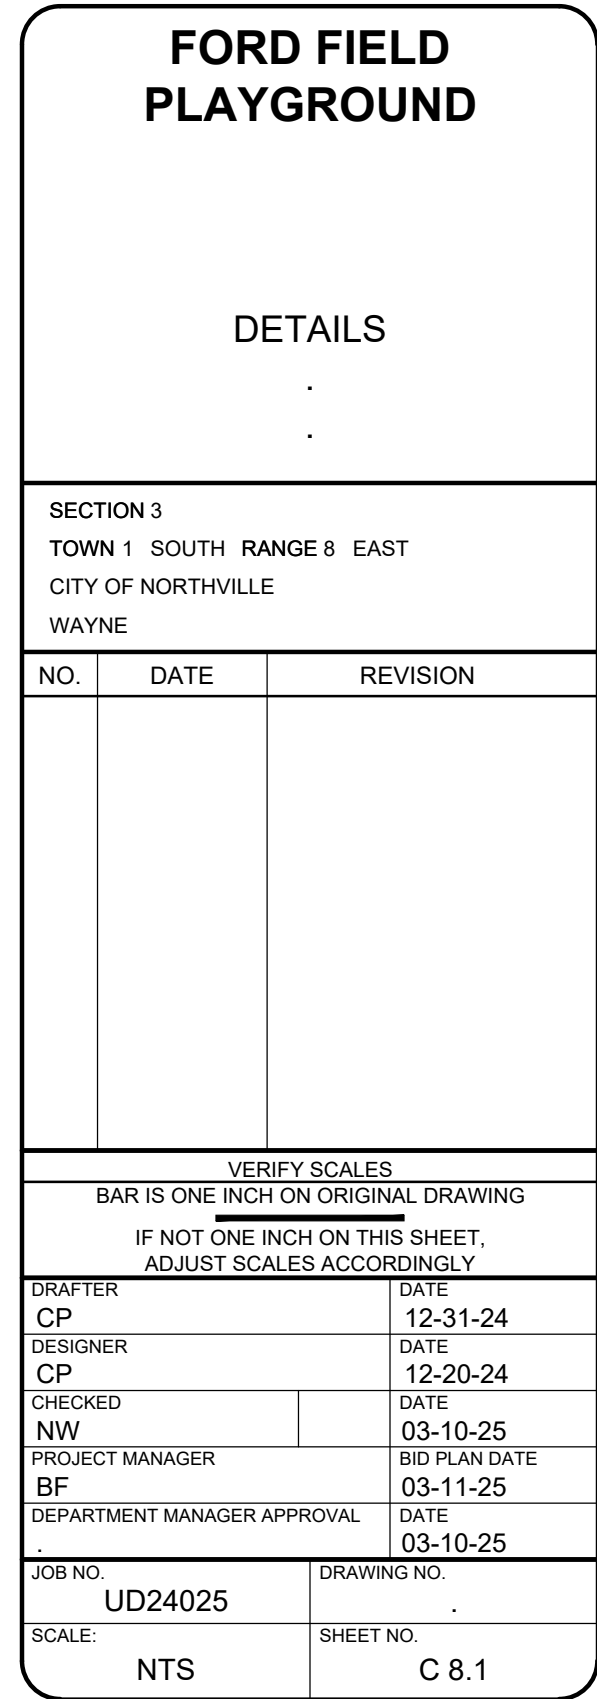 FORD FIELD
PLAYGROUND
DETAILS
.
.
SECTION 3
TOWN 1 SOUTH RANGE 8 EAST
CITY OF NORTHVILLE
WAYNE
NO. DATE REVISION
VERIFY SCALES
BAR IS ONE INCH ON ORIGINAL DRAWING
IF NOT ONE INCH ON THIS SHEET,
ADJUST SCALES ACCORDINGLY
DRAFTER DATE
CP 12-31-24
DESIGNER DATE
CP 12-20-24
CHECKED DATE
NW 03-10-25
PROJECT MANAGER BID PLAN DATE
BF 03-11-25
DEPARTMENT MANAGER APPROVAL DATE
. 03-10-25
JOB NO. DRAWING NO.
UD24025 .
SCALE: SHEET NO.
NTS C 8.1